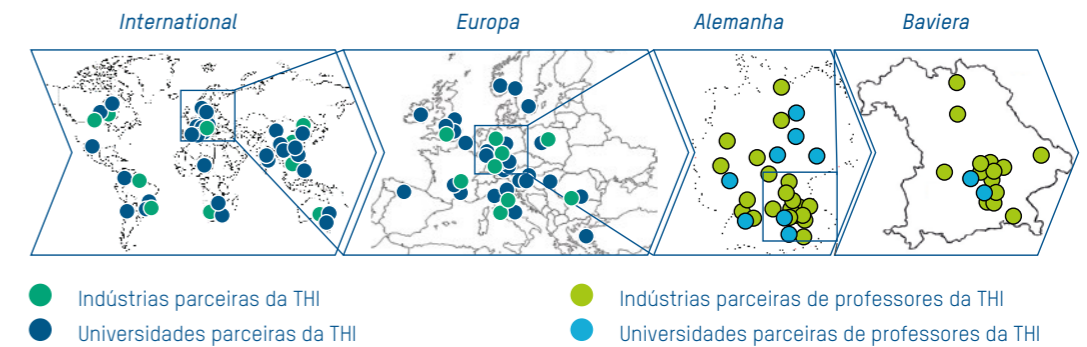 International
Europa
Alemanha
Baviera
Indústrias parceiras da THI
Universidades parceiras da THI
Indústrias parceiras de professores da THI
Universidades parceiras de professores da THI